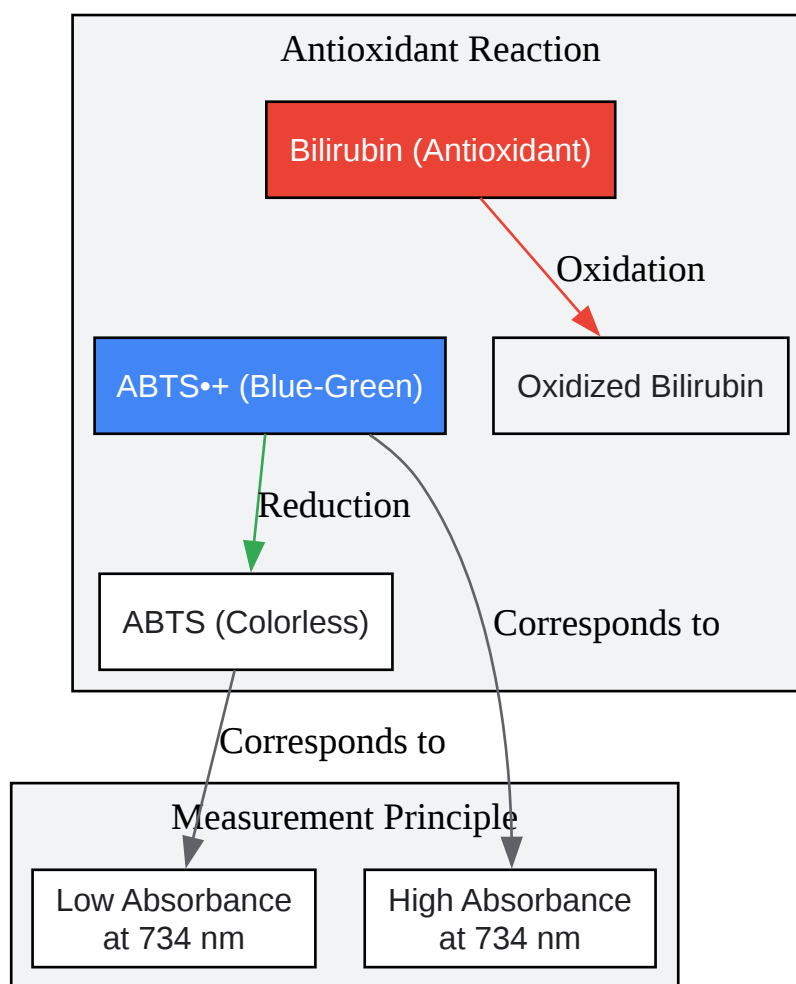 Antioxidant Reaction
Bilirubin (Antioxidant)
Oxidation
ABTS•+ (Blue-Green)
Oxidized Bilirubin
Reduction
ABTS (Colorless)
Corresponds to
Corresponds to
Measurement Principle
Low Absorbance
at 734 nm
High Absorbance
at 734 nm